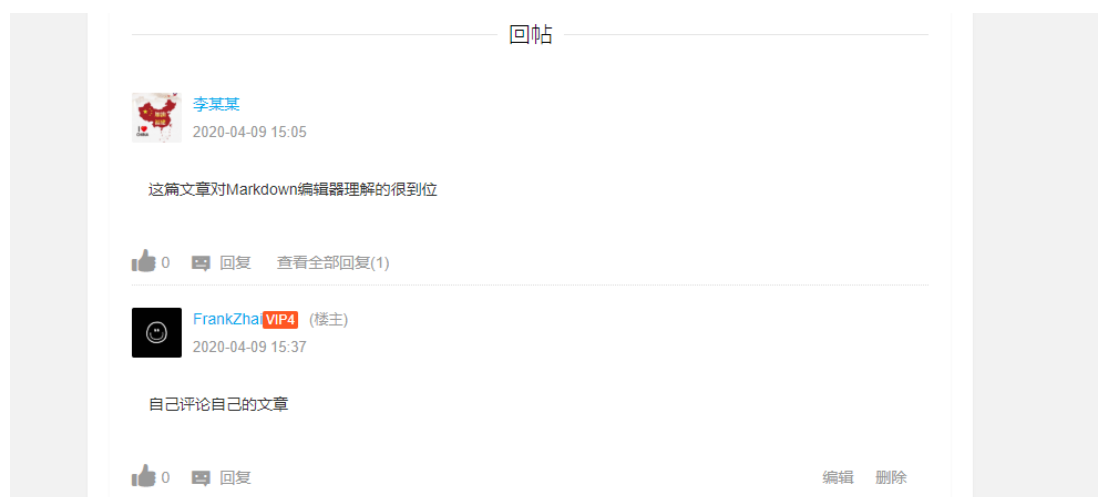 回帖
李某某
2020-04-09 15:05
这篇文章对Markdown编辑器理解的很到位
0 回复 查看全部回复(1)
FrankZhai VIP4 (楼主)
2020-04-09 15:37
自己评论自己的文章
0 回复 编辑 删除